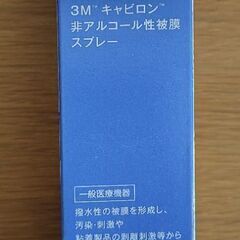 3M™ キャビロン™
非アルコール性被膜
スプレー
一般医療機器
撥水性の被膜を形成し、
汚染・刺激や
粘着製品の剥離刺激等から